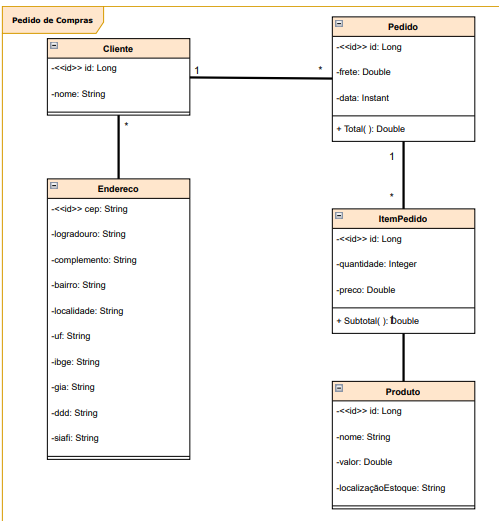 Pedido de Compras
Cliente
-<<id>> id: Long
-nome: String
1
*
*
Pedido
-<<id>> id: Long
-frete: Double
-data: Instant
+ Total( ): Double
1
*
Endereco
-<<id>> cep: String
-logradouro: String
-complemento: String
-bairro: String
-localidade: String
-uf: String
-ibge: String
-gia: String
-ddd: String
-siafi: String
ItemPedido
-<<id>> id: Long
-quantidade: Integer
-preco: Double
+ Subtotal( ): Double
1
Produto
-<<id>> id: Long
-nome: String
-valor: Double
-localizaçãoEstoque: String